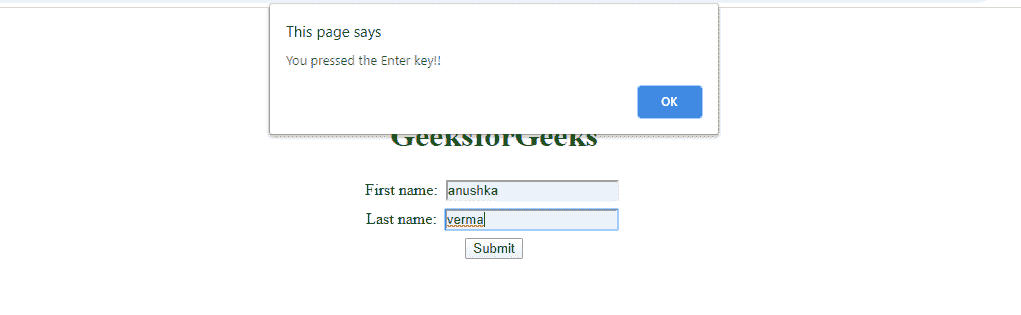 This page says
You pressed the Enter key!!
OK
GeeksforGeeks
First name: anushka
Last name: verma
Submit